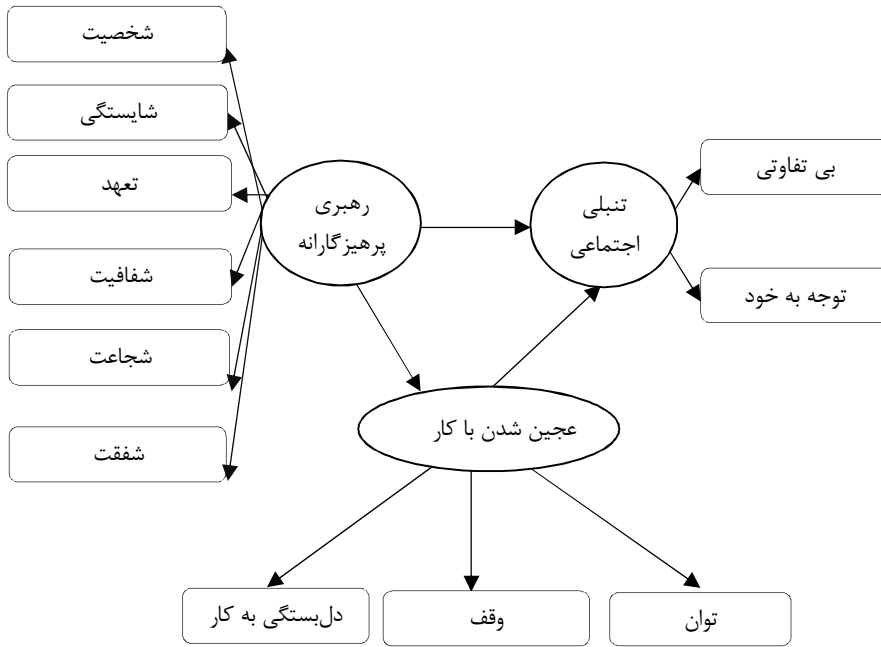 شخصیت
شایستگی
تعهد
شفافیت
شجاعت
شفقت
رهبری
پرهیزگارانه
تنبلی
اجتماعی
بی تفاوتی
توجه به خود
عجین شدن با کار
دل‌بستگی به کار
وقف
توان